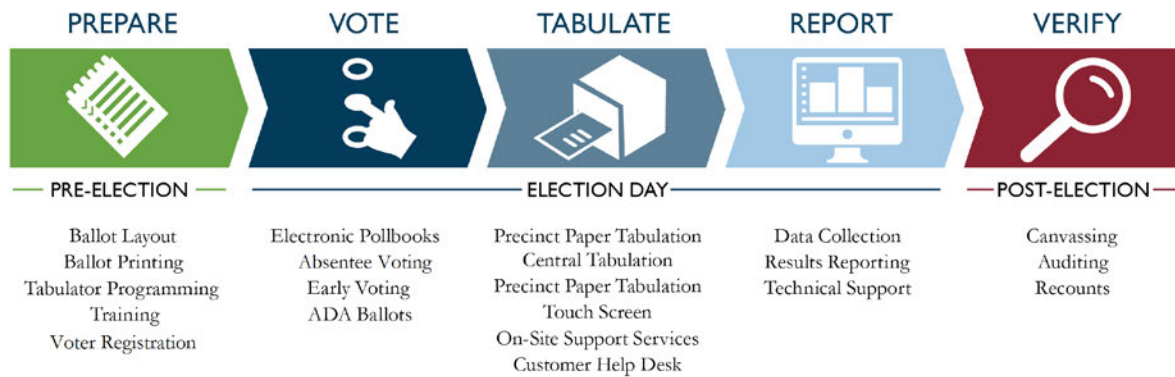 PREPARE
VOTE
TABULATE
REPORT
VERIFY
PRE-ELECTION
ELECTION DAY
POST-ELECTION
Ballot Layout
Ballot Printing
Tabulator Programming
Training
Voter Registration
Electronic Pollbooks
Absentee Voting
Early Voting
ADA Ballots
Precinct Paper Tabulation
Central Tabulation
Precinct Paper Tabulation
Touch Screen
On-Site Support Services
Customer Help Desk
Data Collection
Results Reporting
Technical Support
Canvassing
Auditing
Recounts